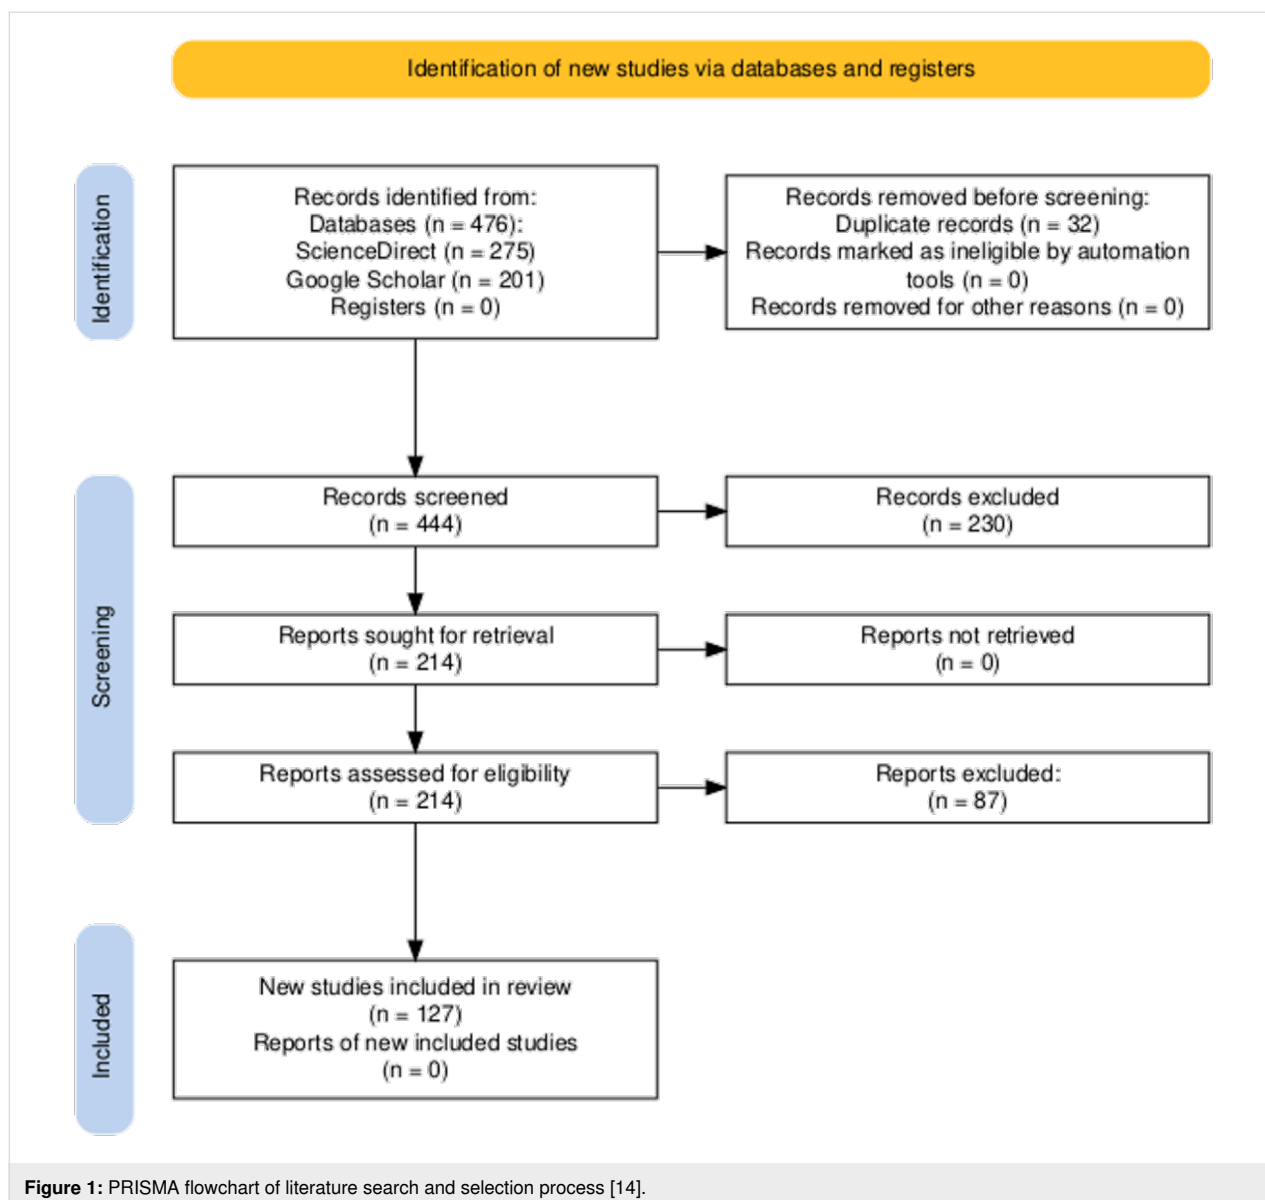 Identification of new studies via databases and registers
Identification
Records identified from:
Databases (n = 476):
ScienceDirect (n = 275)
Google Scholar (n = 201)
Registers (n = 0)
Records removed before screening:
Duplicate records (n = 32)
Records marked as ineligible by automation
tools (n = 0)
Records removed for other reasons (n = 0)
Screening
Records screened
(n = 444)
Records excluded
(n = 230)
Reports sought for retrieval
(n = 214)
Reports not retrieved
(n = 0)
Reports assessed for eligibility
(n = 214)
Reports excluded:
(n = 87)
Included
New studies included in review
(n = 127)
Reports of new included studies
(n = 0)
Figure 1: PRISMA flowchart of literature search and selection process [14].